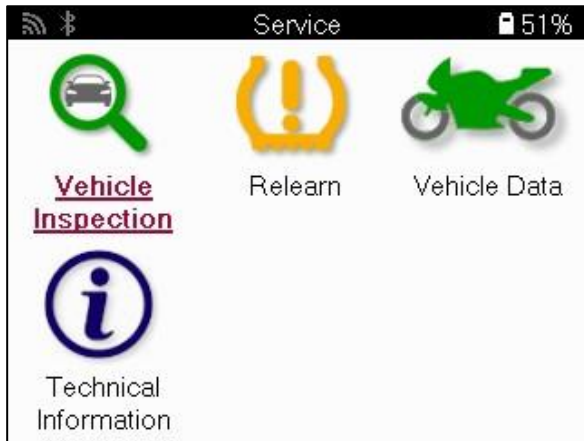 Service
51%
Vehicle
Inspection
Relearn
Vehicle Data
Technical
Information